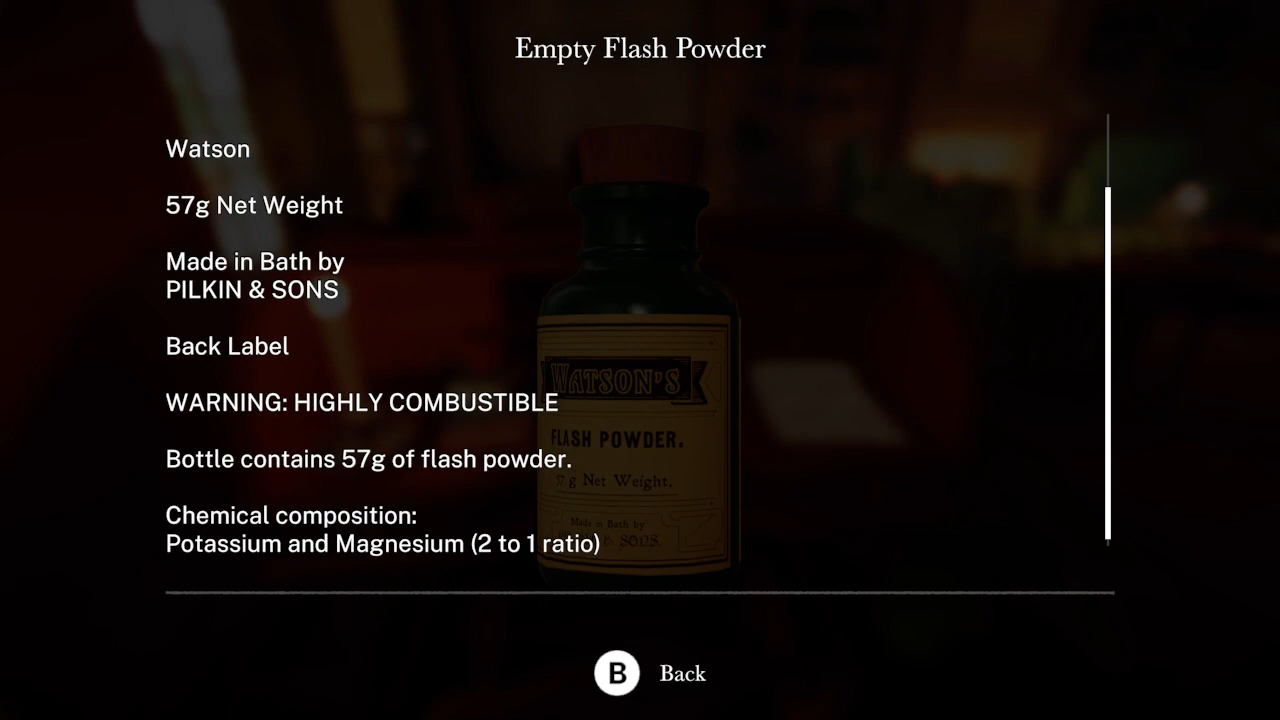 Empty Flash Powder
Watson
57g Net Weight
Made in Bath by
PILKIN & SONS
Back Label
WARNING: HIGHLY COMBUSTIBLE
Bottle contains 57g of flash powder.
Chemical composition:
Potassium and Magnesium (2 to 1 ratio)
WATSON'S
FLASH POWDER.
57 g Net Weight.
Made in Bath by
& SONS
B Back